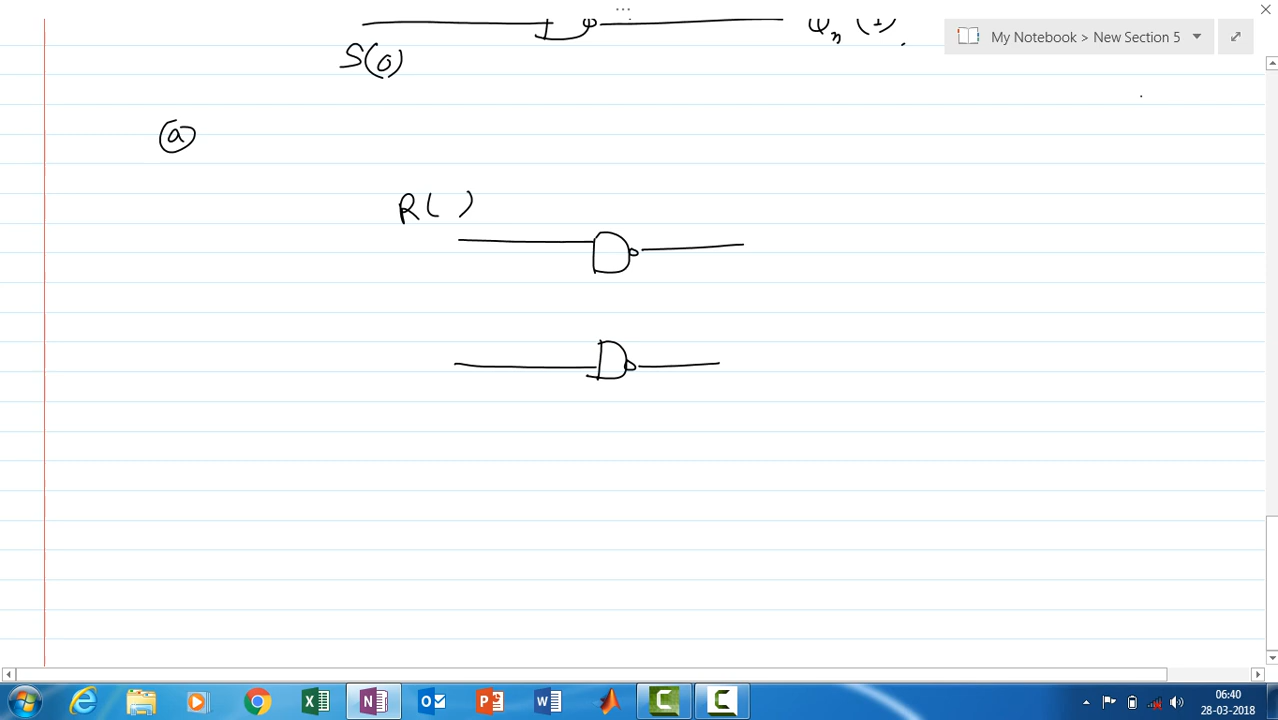 My Notebook > New Section 5
S(0)
a
R( )
06:40
28-03-2018